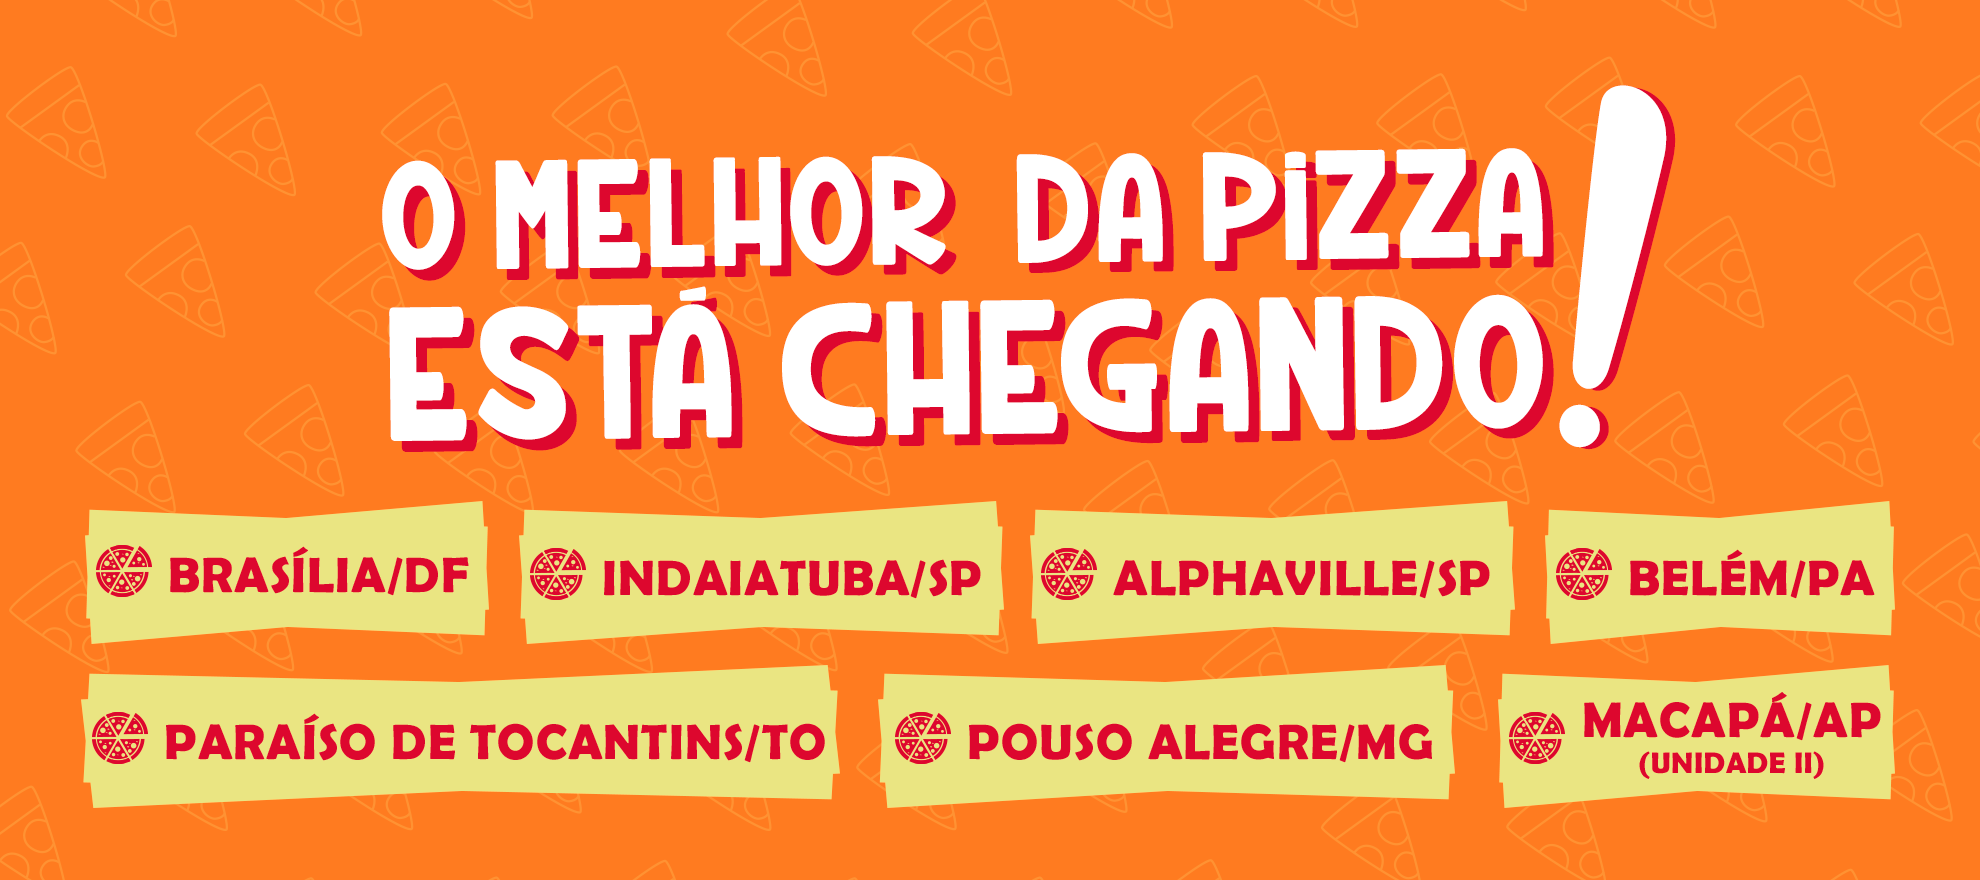 O MELHOR DA PIZZA
ESTÁ CHEGANDO!
BRASÍLIA/DF
INDAIATUBA/SP
ALPHAVILLE/SP
BELÉM/PA
PARAÍSO DE TOCANTINS/TO
POUSO ALEGRE/MG
MACAPÁ/AP
(UNIDADE II)